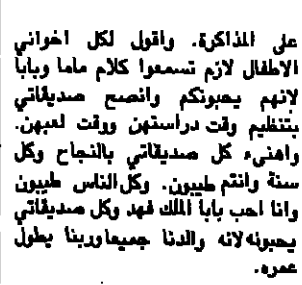 على المذاكرة. واقول لكل اخواني
الاطفال لازم تسمعوا كلام ماما وبابا
لانهم يحبونكم وانصح صديقاتي
بتنظيم وقت دراستهن ووقت لعبهن.
واهنىء كل صديقاتي بالنجاح وكل
سنة وانتم طيبون. وكل الناس طيبون
وانا احب بابا الملك فهد وكل صديقاتي
يحبونه لانه والدنا جميعا وربنا يطول
عمره.